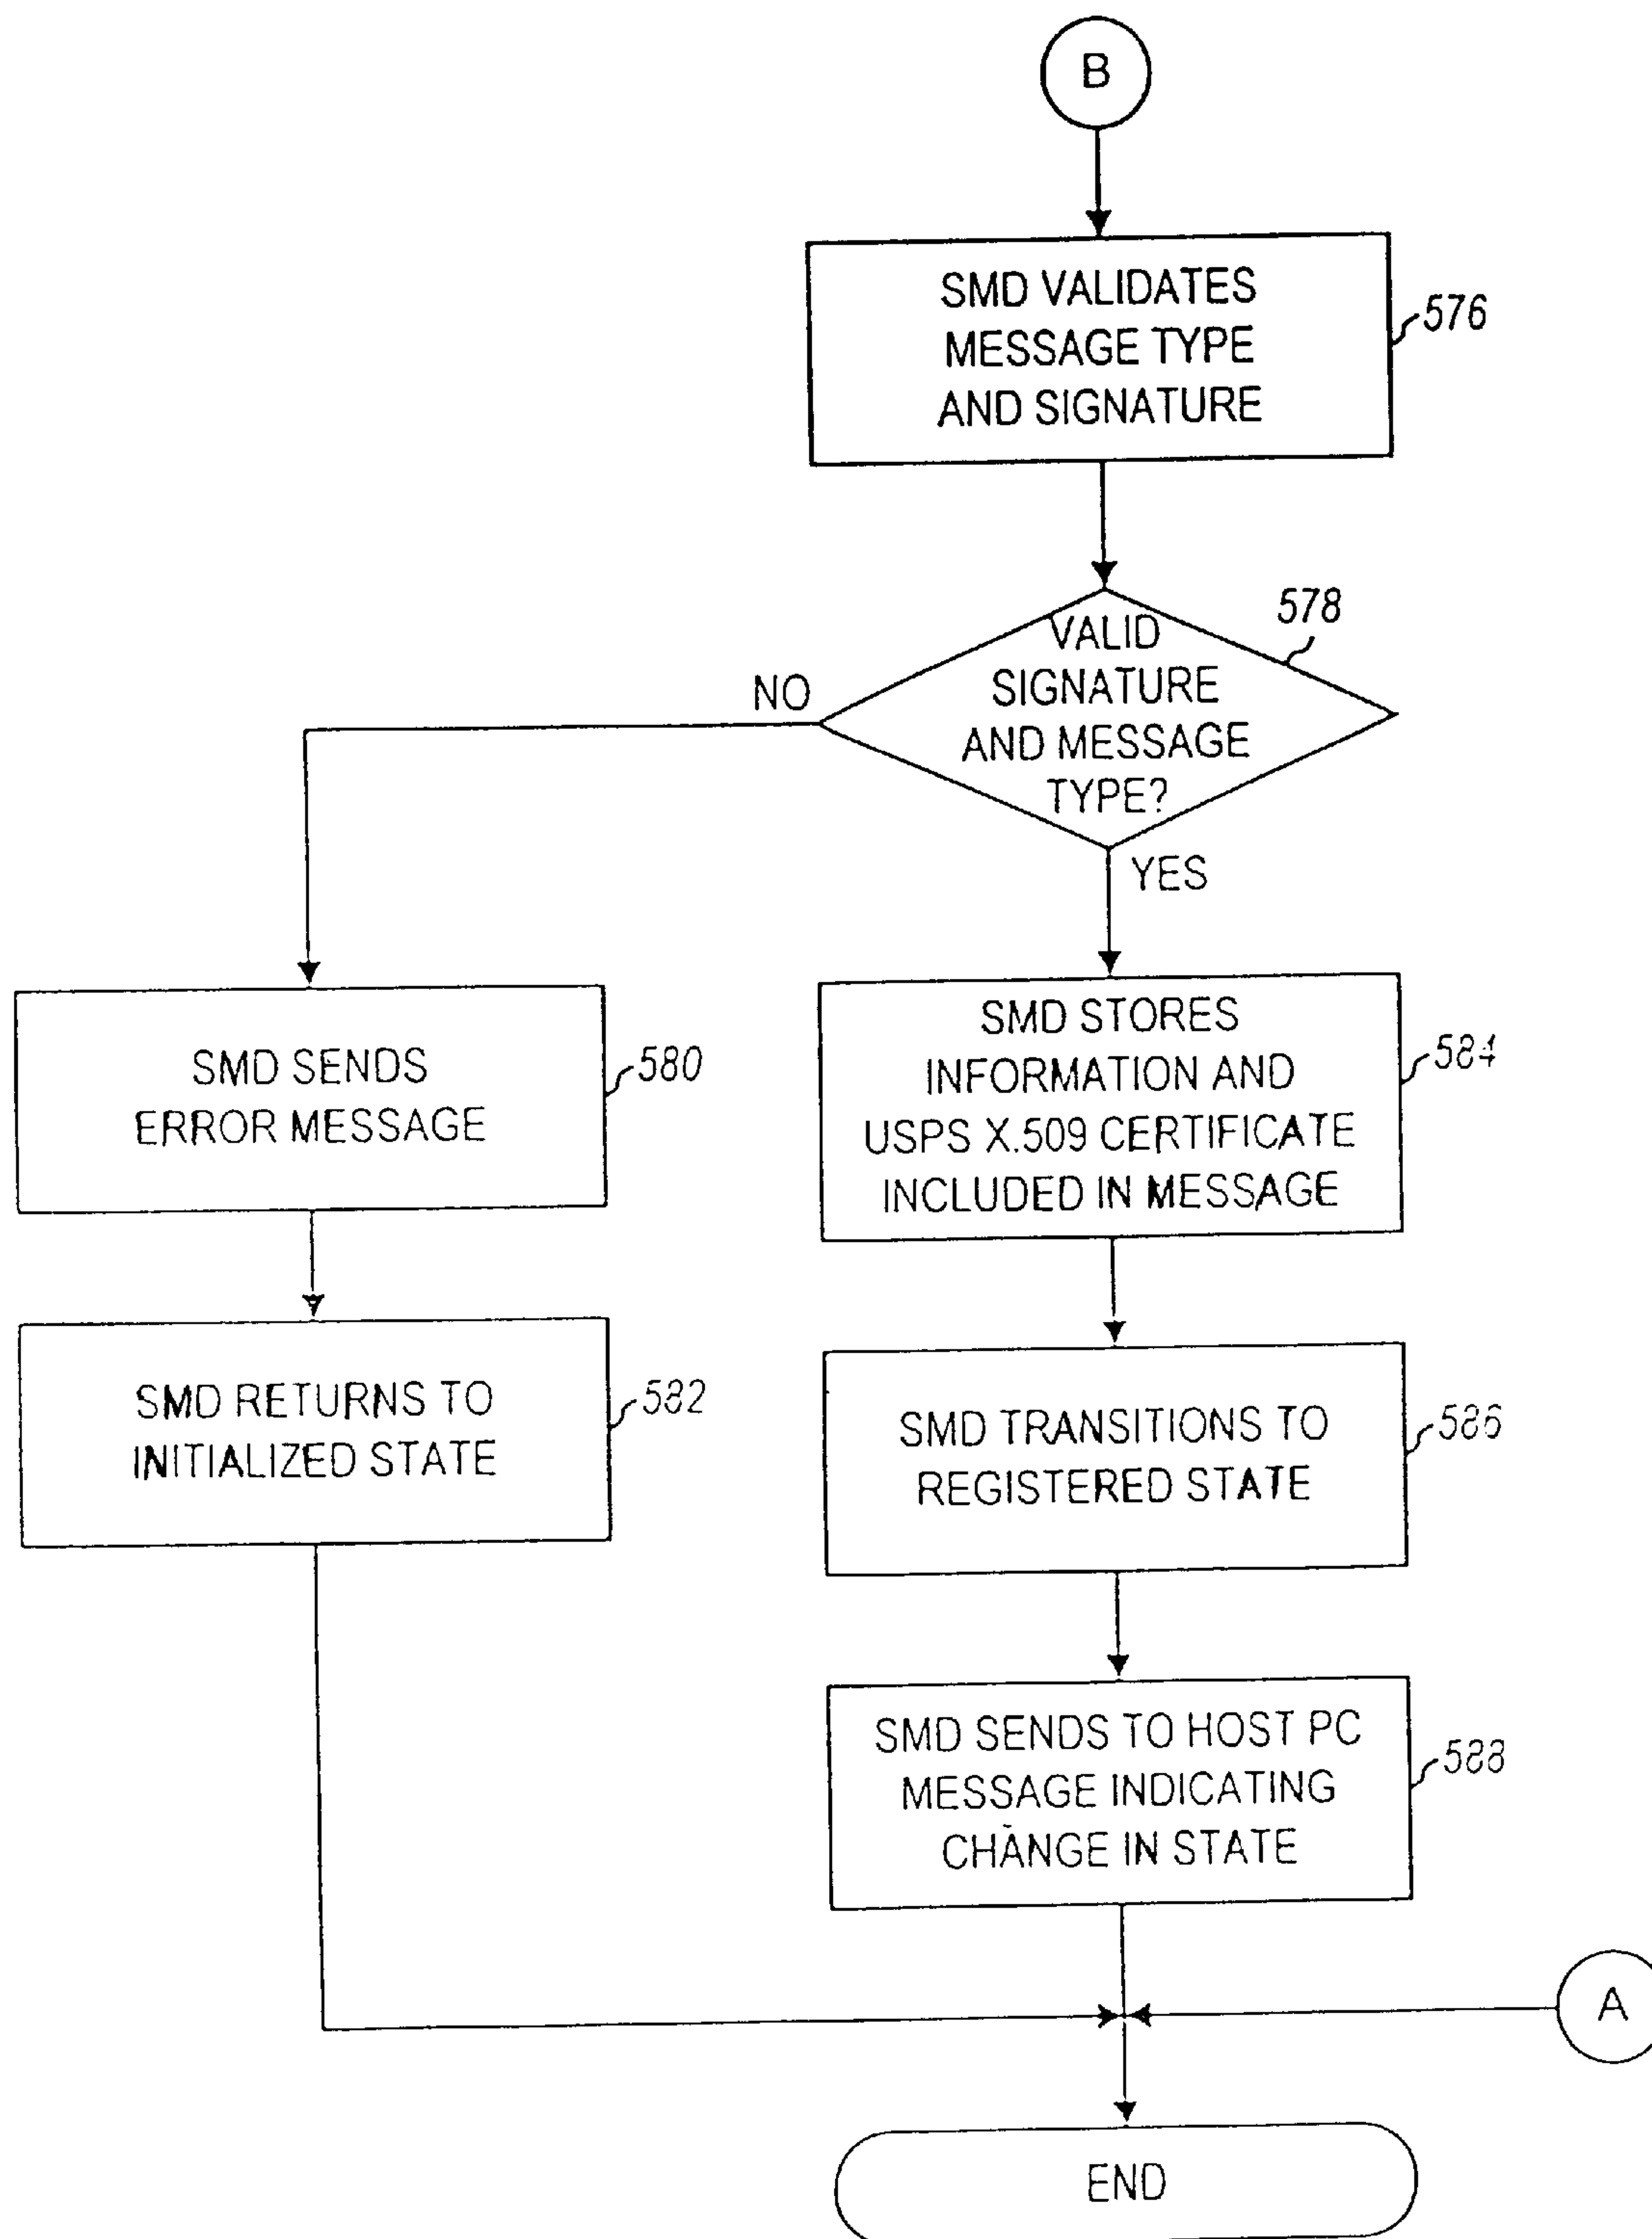 B
SMD VALIDATES
MESSAGE TYPE
AND SIGNATURE
576
VALID
SIGNATURE
AND MESSAGE
TYPE?
578
NO
YES
SMD SENDS
ERROR MESSAGE
580
SMD STORES
INFORMATION AND
USPS X.509 CERTIFICATE
INCLUDED IN MESSAGE
584
SMD RETURNS TO
INITIALIZED STATE
582
SMD TRANSITIONS TO
REGISTERED STATE
586
SMD SENDS TO HOST PC
MESSAGE INDICATING
CHANGE IN STATE
588
A
END